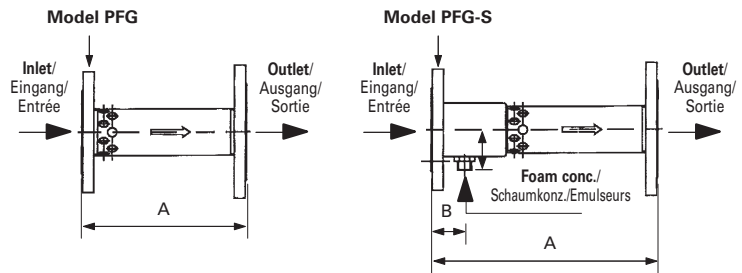 Model PFG
Inlet/
Eingang/
Entrée
Outlet/
Ausgang/
Sortie
A
Model PFG-S
Inlet/
Eingang/
Entrée
Outlet/
Ausgang/
Sortie
Foam conc./
Schaumkonz./Emulseurs
B
A